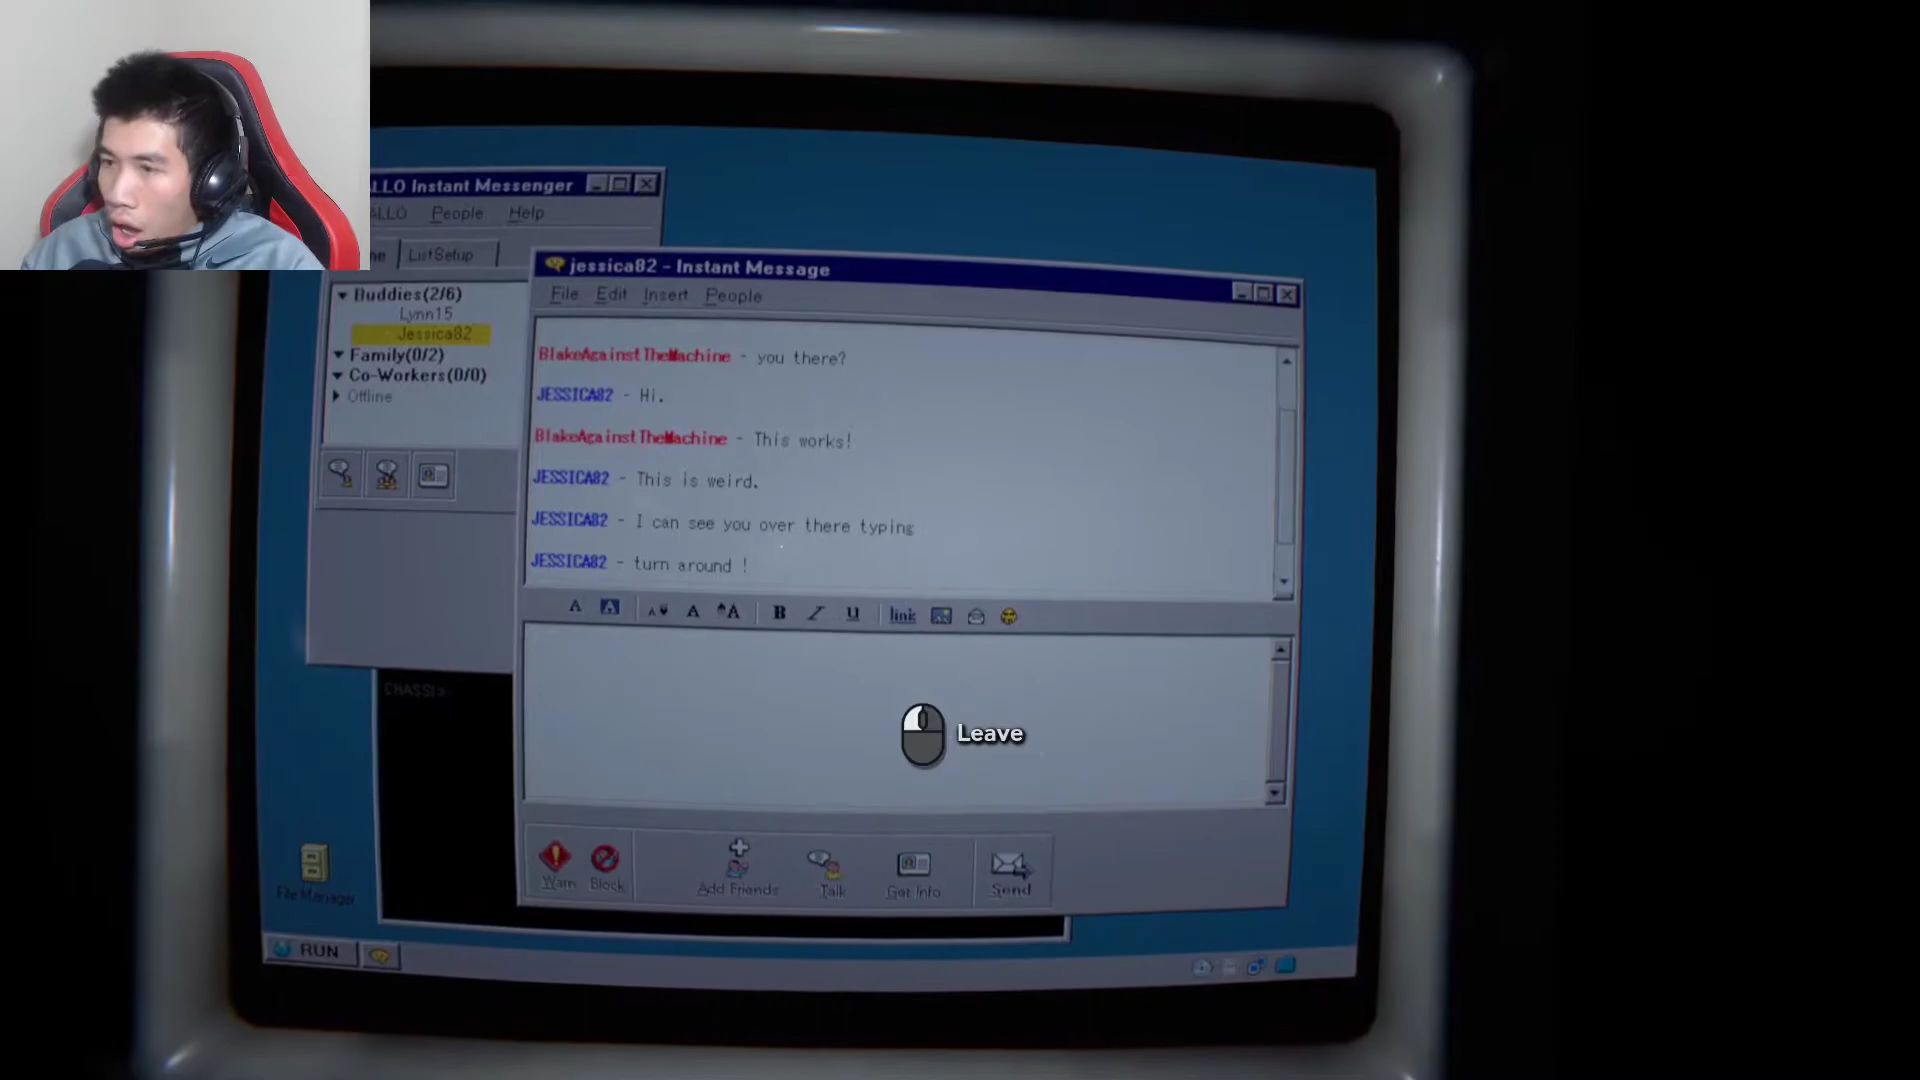 LLO Instant Messenger
ALLO People Help
ne ListSetup
Buddies(2/6)
Lynn15
Jessica82
Family(0/2)
Co-Workers(0/0)
Offline
jessica82 - Instant Message
File Edit Insert People
BlakeAgainstTheMachine - you there?
JESSICA82 - Hi.
BlakeAgainstTheMachine - This works!
JESSICA82 - This is weird.
JESSICA82 - I can see you over there typing
JESSICA82 - turn around !
A A A A A B I U link
CHASSI>
Leave
Warn Block Add Friends Talk Get Info Send
File Manager
RUN